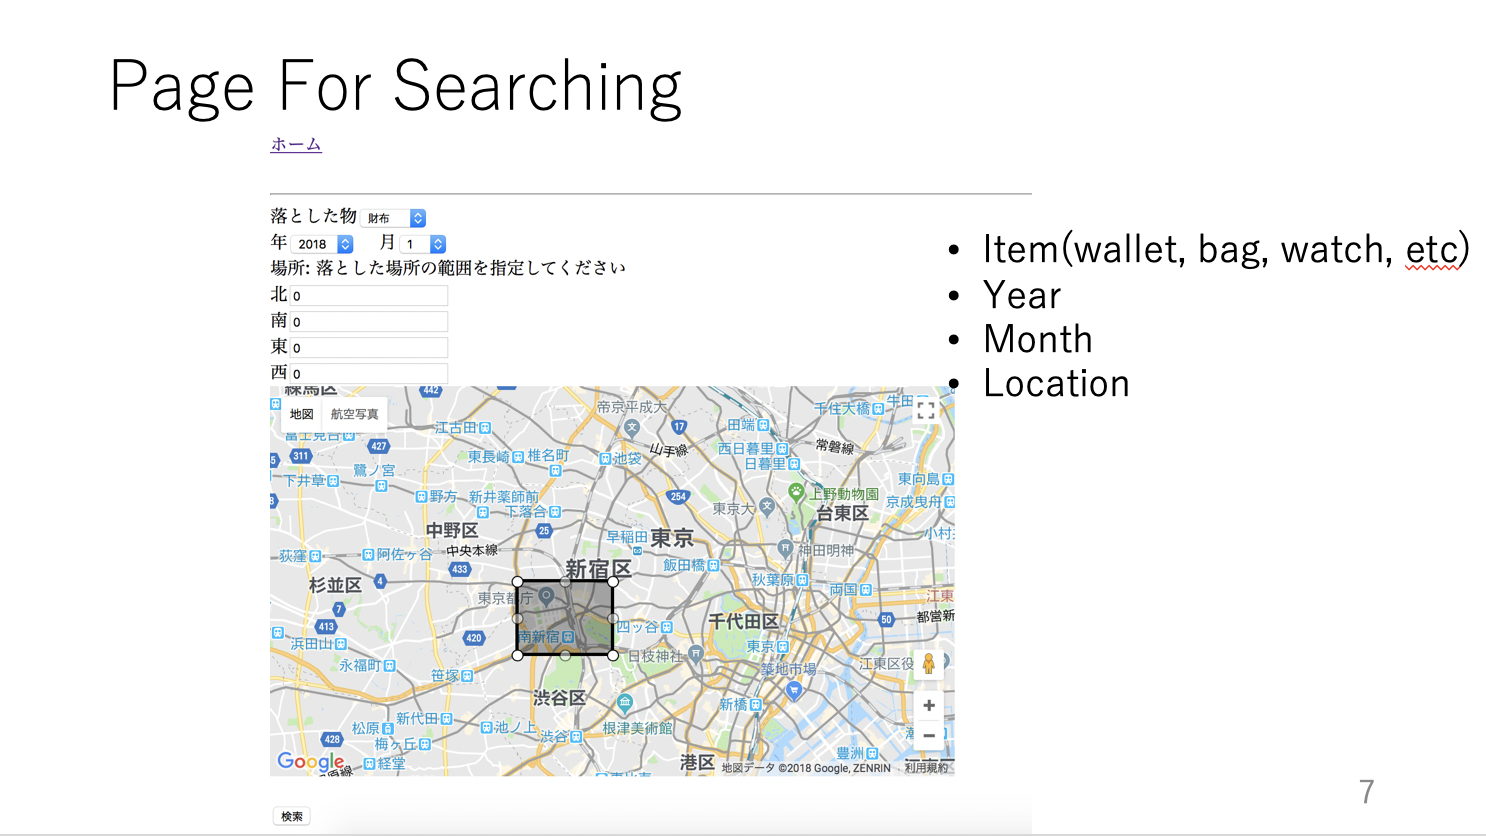 Page For Searching
ホーム
落とした物 財布
年 2018 月 1
場所: 落とした場所の範囲を指定してください
北 0
南 0
東 0
西 0
• Item(wallet, bag, watch, etc)
• Year
• Month
• Location
練馬区
442
地図 航空写真
帝京平成大
千住大橋
牛田
富士見台
427
江古田
17
田端
山手線
西日暮里
常磐線
311
鷺ノ宮
東長崎
椎名町
池袋
日暮里
下井草
野方
新井薬師前
254
上野動物園
東向島
下落合
東京大
台東区
京成曳舟
中野区
25
早稲田
東京
中央本線
神田明神
荻窪
阿佐ヶ谷
433
新宿区
飯田橋
秋葉原
杉並区
4
東京都庁
両国
江東
7
413
420
南新宿
四ッ谷
千代田区
50
都営新
浜田山
日枝神社
東京
永福町
笹塚
築地市場
江東区役
渋谷区
松原
新代田
池ノ上
渋谷
根津美術館
新橋
428
梅ヶ丘
豊洲
Google
経堂
港区
地図データ ©2018 Google, ZENRIN
利用規約
検索
7